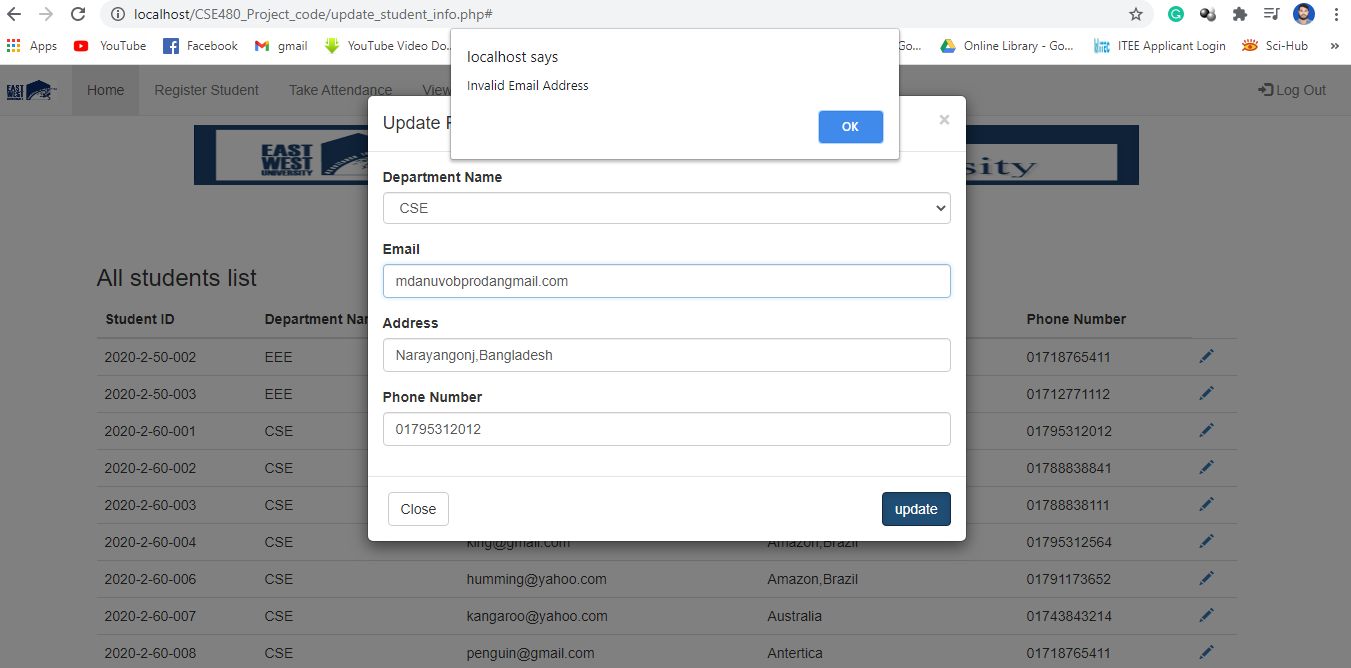 localhost/CSE480_Project_code/update_student_info.php#
Apps YouTube Facebook gmail YouTube Video Do... Go... Online Library - Go... ITEE Applicant Login Sci-Hub »
localhost says
Invalid Email Address
OK
EAST WEST Home Register Student Take Attendance View Log Out
Update
×
EAST
WEST
UNIVERSITY
sity
Department Name
CSE
Email
mdanuvobprodangmail.com
Address
Narayangonj,Bangladesh
Phone Number
01795312012
Close update
All students list
Student ID Department Nam Phone Number
2020-2-50-002 EEE 01718765411
2020-2-50-003 EEE 01712771112
2020-2-60-001 CSE 01795312012
2020-2-60-002 CSE 01788838841
2020-2-60-003 CSE 01788838111
2020-2-60-004 CSE king@gmail.com Amazon,Brazil 01795312564
2020-2-60-006 CSE humming@yahoo.com Amazon,Brazil 01791173652
2020-2-60-007 CSE kangaroo@yahoo.com Australia 01743843214
2020-2-60-008 CSE penguin@gmail.com Antertica 01718765411